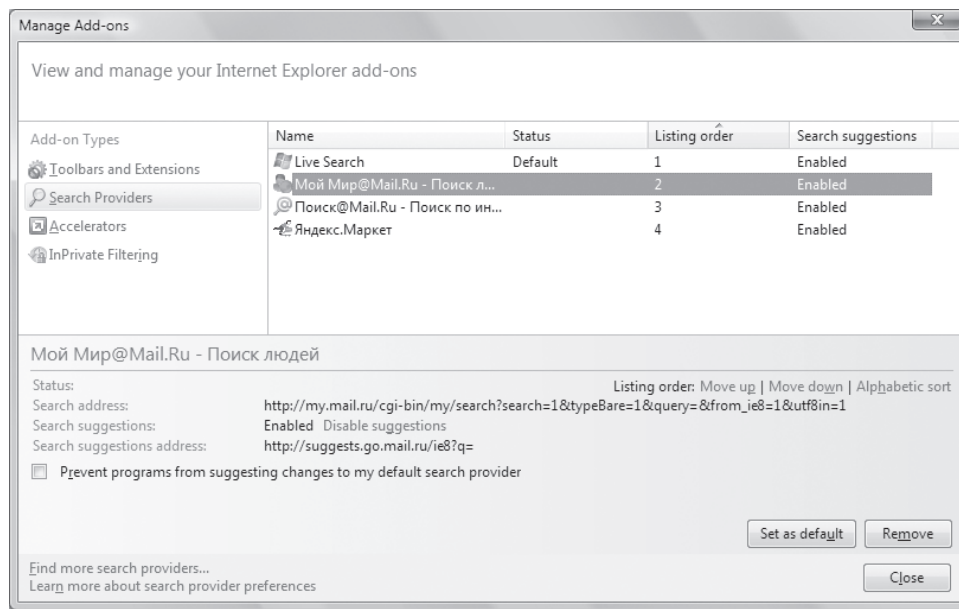 Manage Add-ons
x
View and manage your Internet Explorer add-ons
Add-on Types
Toolbars and Extensions
Search Providers
Accelerators
InPrivate Filtering
Name Status Listing order Search suggestions
Live Search Default 1 Enabled
Мой Мир@Mail.Ru - Поиск л... 2 Enabled
Поиск@Mail.Ru - Поиск по ин... 3 Enabled
Яндекс.Маркет 4 Enabled
Мой Мир@Mail.Ru - Поиск людей
Status: Listing order: Move up | Move down | Alphabetic sort
Search address: http://my.mail.ru/cgi-bin/my/search?search=1&typeBare=1&query=&from_ie8=1&utf8in=1
Search suggestions: Enabled Disable suggestions
Search suggestions address: http://suggests.go.mail.ru/ie8?q=
Prevent programs from suggesting changes to my default search provider
Set as default Remove
Find more search providers...
Learn more about search provider preferences
Close